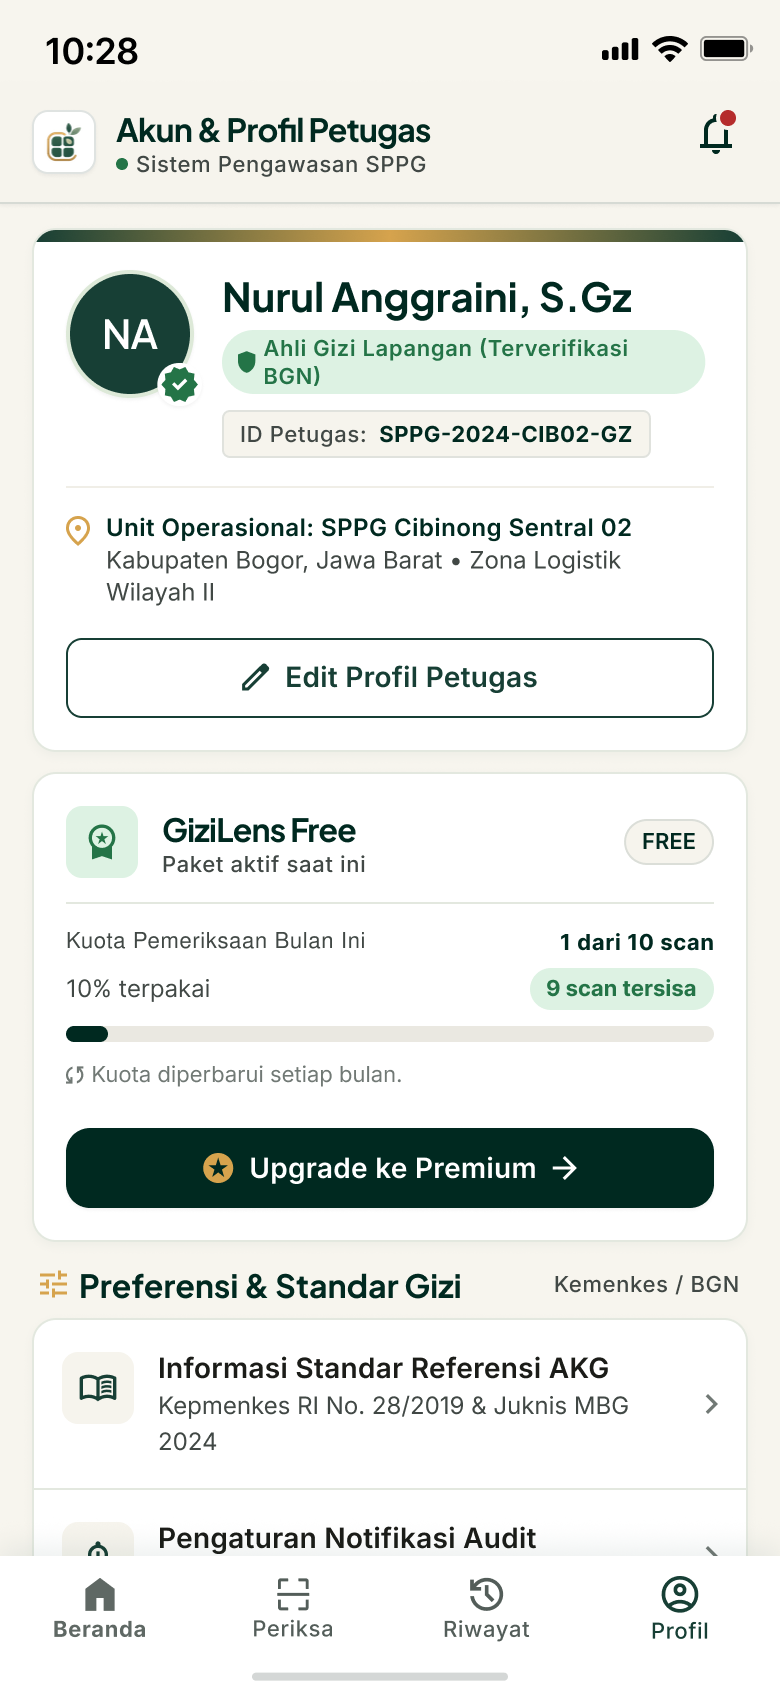 10:28
Akun & Profil Petugas
Sistem Pengawasan SPPG
NA
Nurul Anggraini, S.Gz
Ahli Gizi Lapangan (Terverifikasi
BGN)
ID Petugas: SPPG-2024-CIB02-GZ
Unit Operasional: SPPG Cibinong Sentral 02
Kabupaten Bogor, Jawa Barat • Zona Logistik
Wilayah II
Edit Profil Petugas
GiziLens Free
Paket aktif saat ini
FREE
Kuota Pemeriksaan Bulan Ini
1 dari 10 scan
10% terpakai
9 scan tersisa
Kuota diperbarui setiap bulan.
Upgrade ke Premium →
Preferensi & Standar Gizi
Kemenkes / BGN
Informasi Standar Referensi AKG
Kepmenkes RI No. 28/2019 & Juknis MBG
2024
Pengaturan Notifikasi Audit
Beranda
Periksa
Riwayat
Profil